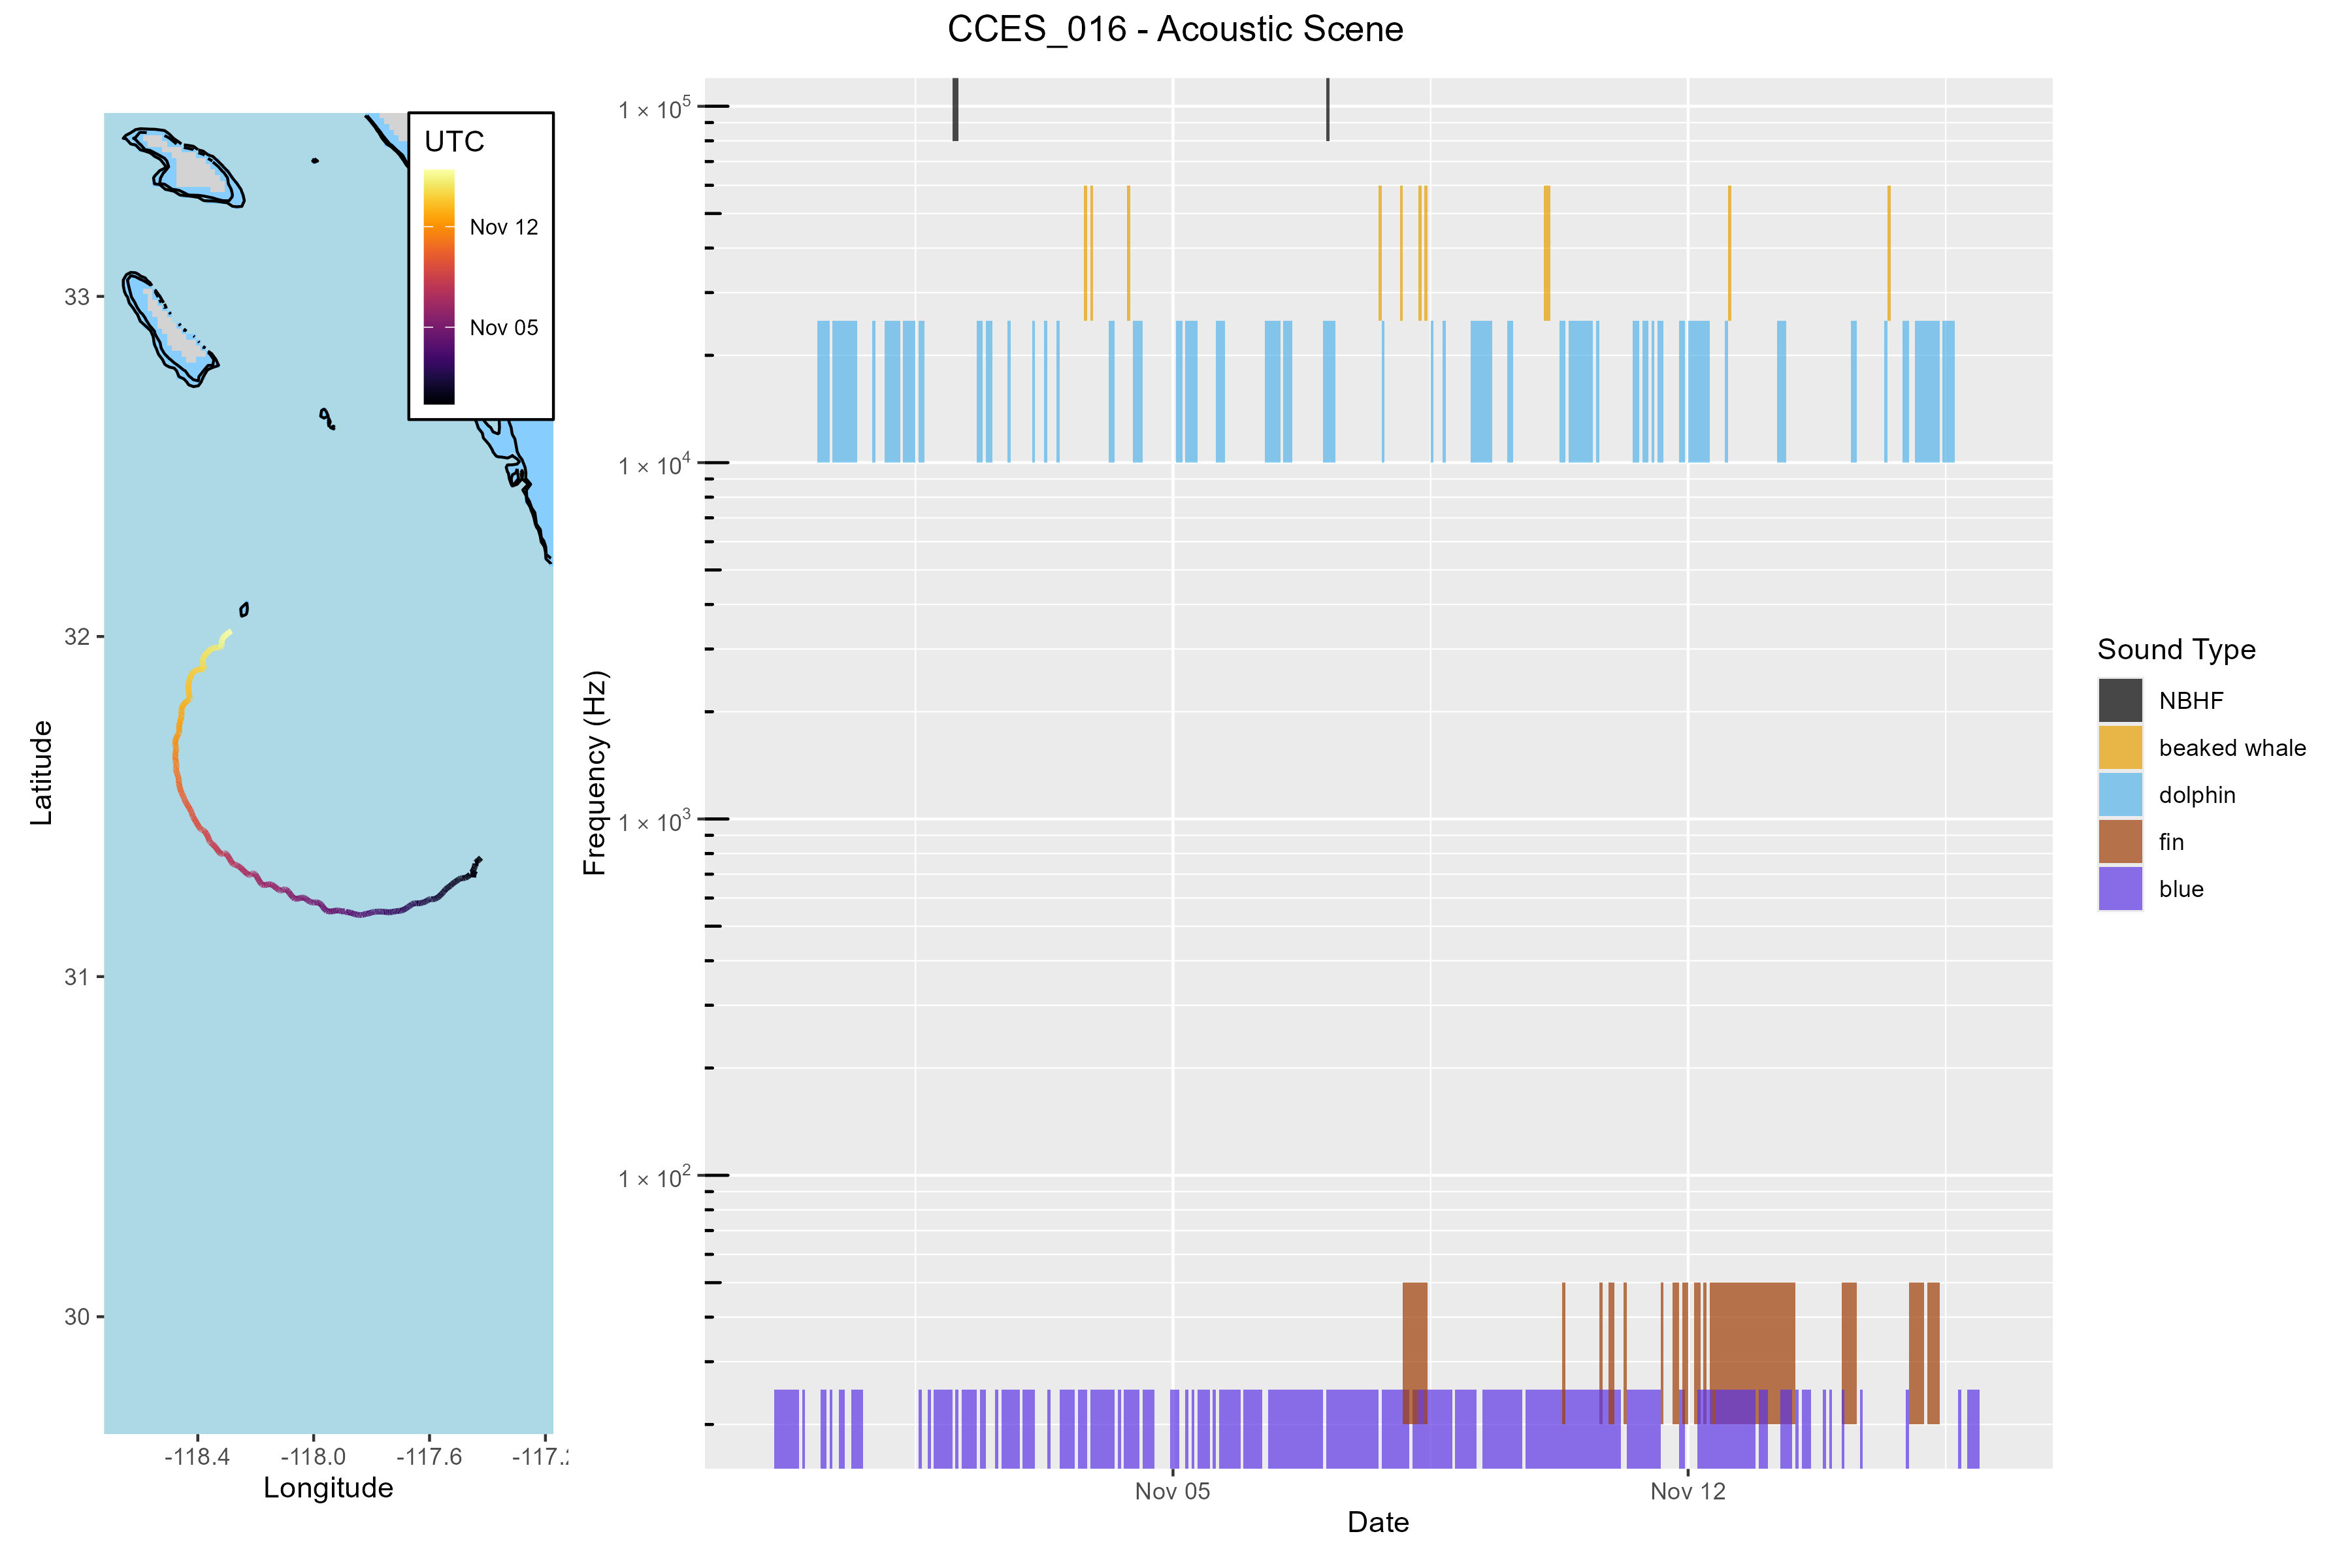 CCES_016 - Acoustic Scene
UTC
Nov 12
Nov 05
Latitude
33
32
31
30
-118.4
-118.0
-117.6
-117.2
Longitude
Frequency (Hz)
1 × 10⁵
1 × 10⁴
1 × 10³
1 × 10²
Nov 05
Nov 12
Date
Sound Type
NBHF
beaked whale
dolphin
fin
blue